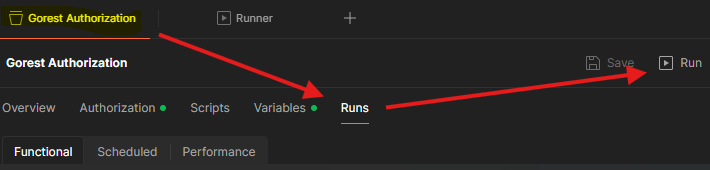 Gorest Authorization Runner
Gorest Authorization Save Run
Overview Authorization Scripts Variables Runs
Functional Scheduled Performance